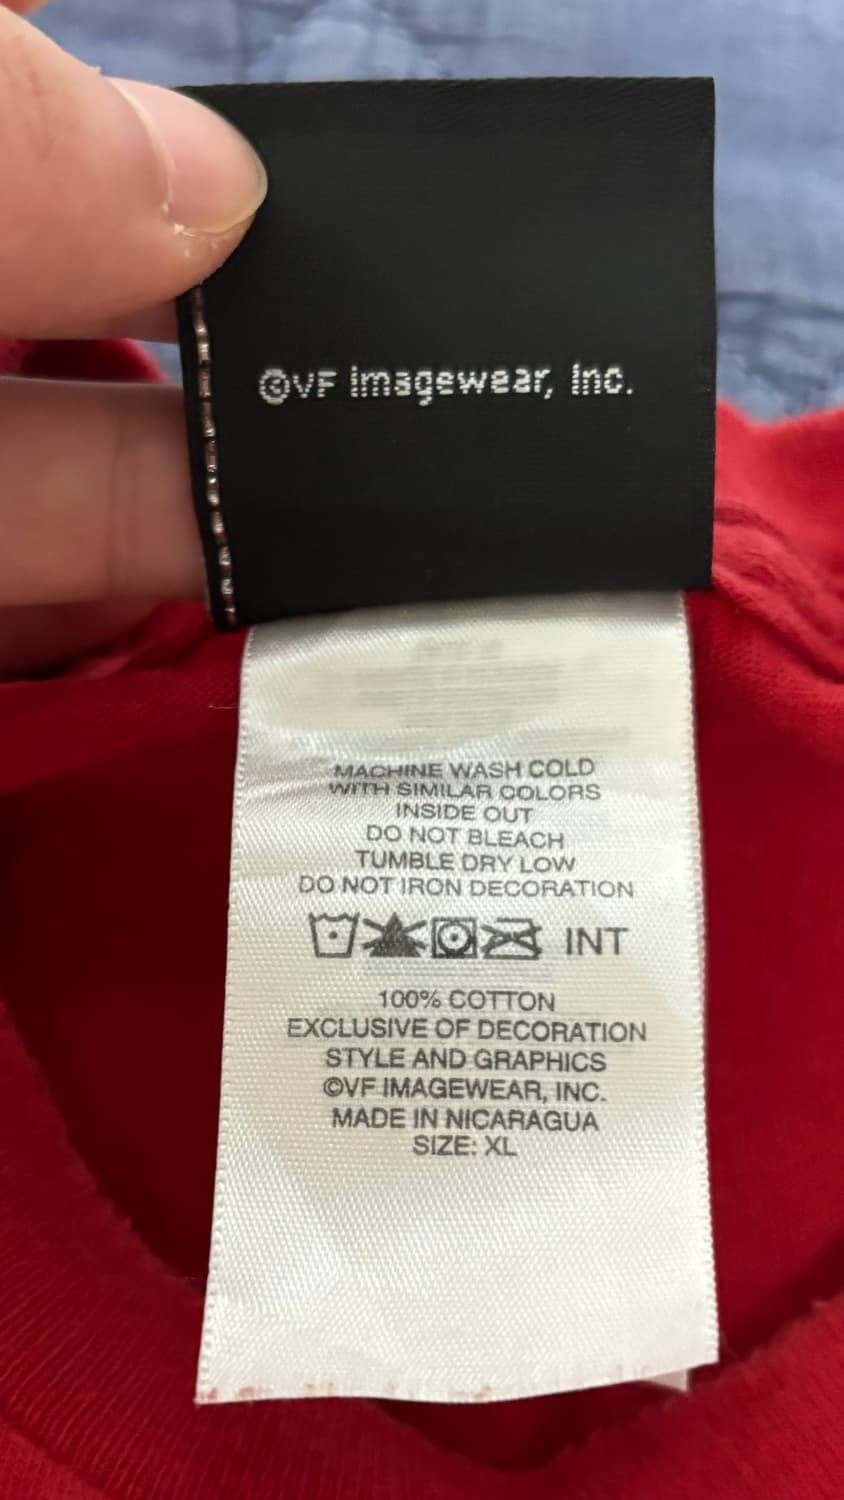 ©VF Imagewear, Inc.
MACHINE WASH COLD
WITH SIMILAR COLORS
INSIDE OUT
DO NOT BLEACH
TUMBLE DRY LOW
DO NOT IRON DECORATION
INT
100% COTTON
EXCLUSIVE OF DECORATION
STYLE AND GRAPHICS
©VF IMAGEWEAR, INC.
MADE IN NICARAGUA
SIZE: XL